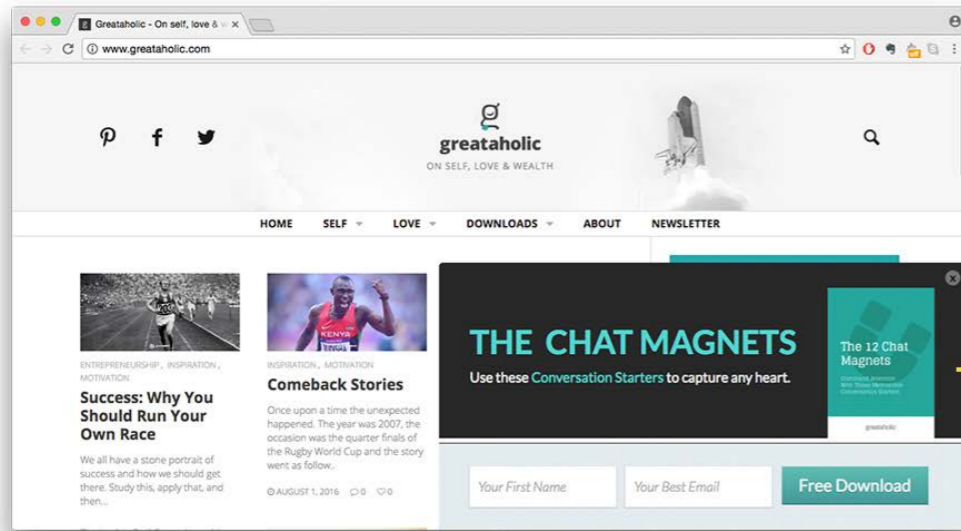 Greataholic - On self, love & w
www.greataholic.com
greataholic
ON SELF, LOVE & WEALTH
HOME SELF LOVE DOWNLOADS ABOUT NEWSLETTER
KENYA
ENTREPRENEURSHIP, INSPIRATION,
MOTIVATION
Success: Why You
Should Run Your
Own Race
We all have a stone portrait of
success and how we should get
there. Study this, apply that, and
then...
INSPIRATION, MOTIVATION
Comeback Stories
Once upon a time the unexpected
happened. The year was 2007, the
occasion was the quarter finals of
the Rugby World Cup and the story
went as follow..
AUGUST 1, 2016 0 0
THE CHAT MAGNETS
Use these Conversation Starters to capture any heart.
The 12 Chat
Magnets
Conversation Starters
greataholic
Your First Name
Your Best Email
Free Download